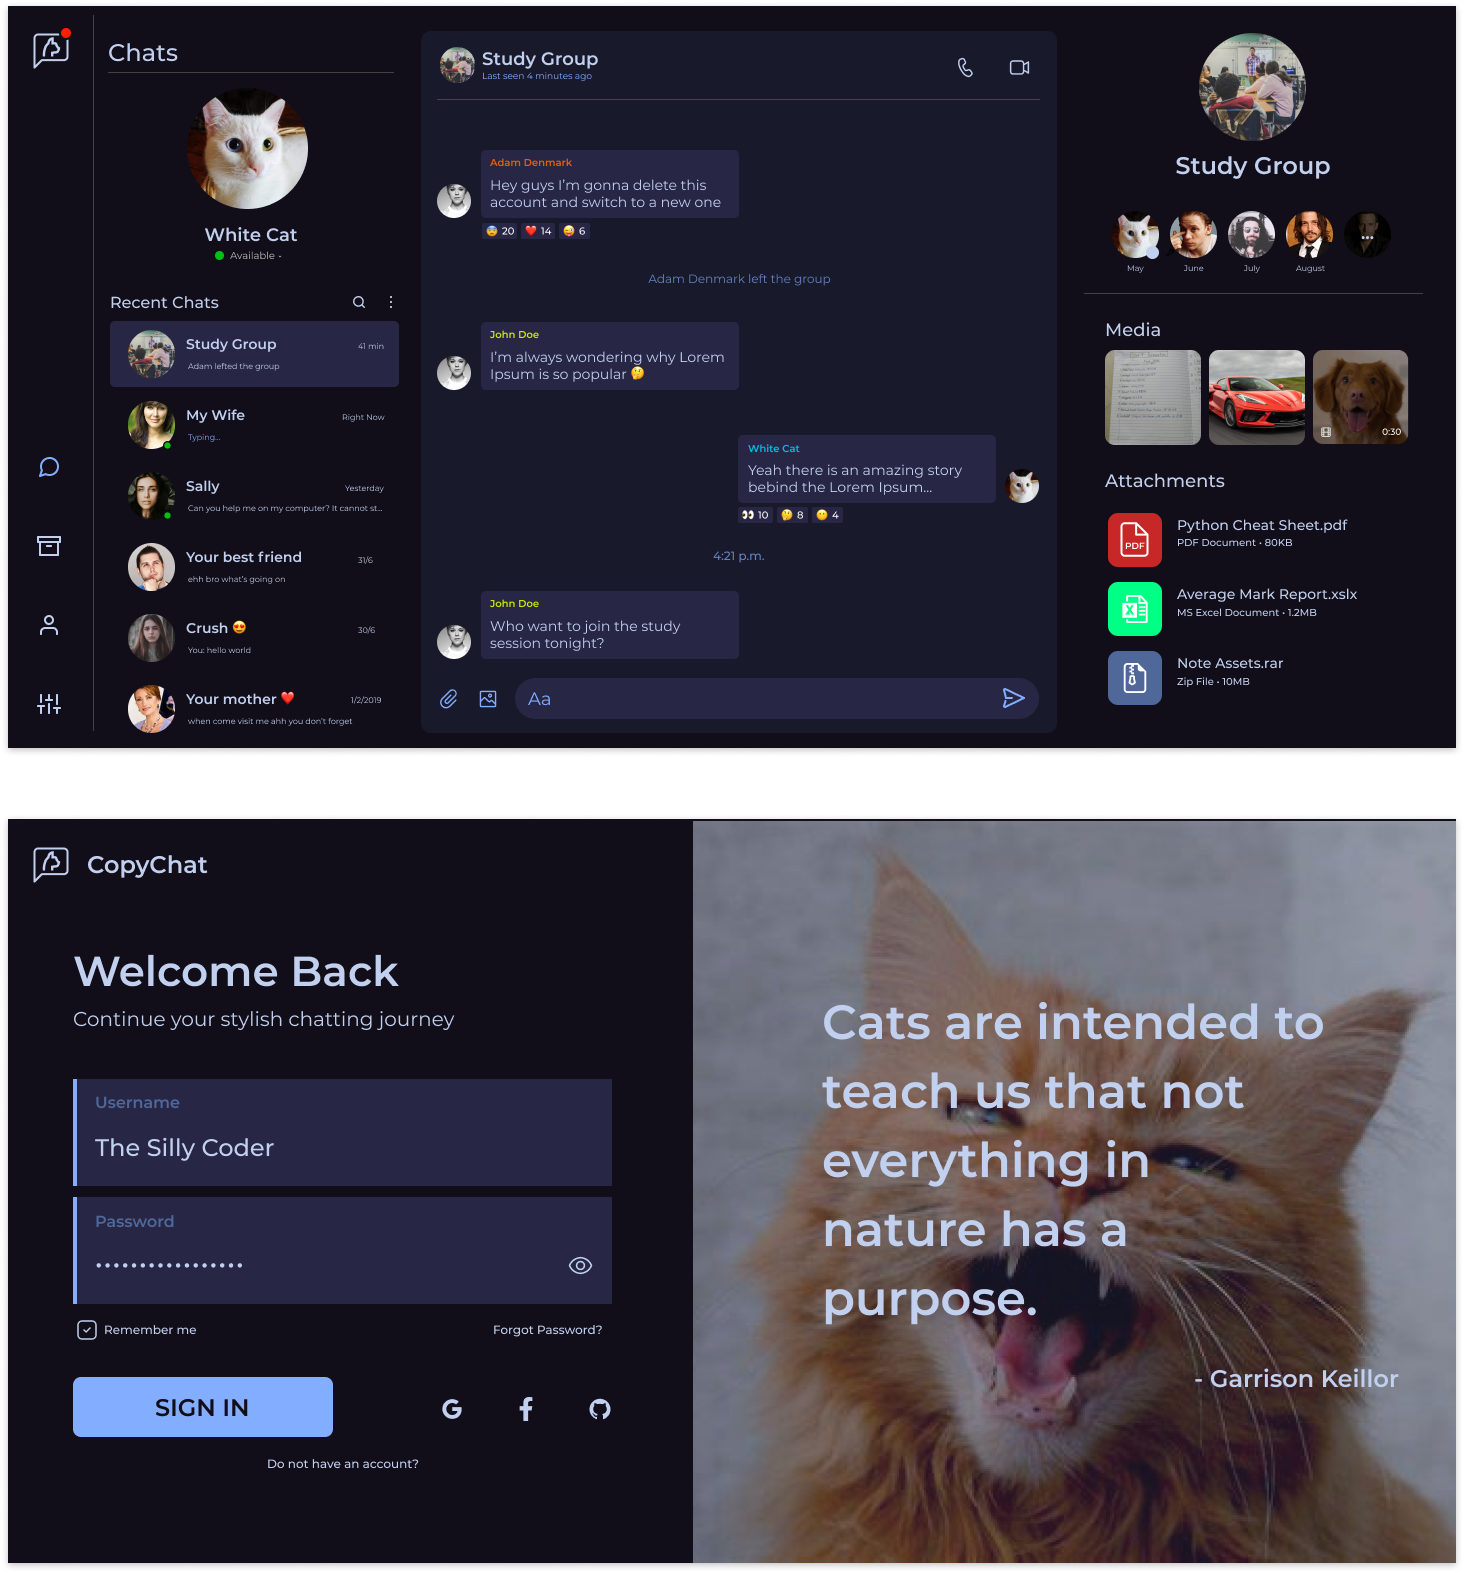 Chats
White Cat
Available •
Recent Chats
Study Group
41 min
Adam lefted the group
My Wife
Right Now
Typing...
Sally
Yesterday
Can you help me on my computer? It cannot st...
Your best friend
31/6
ehh bro what's going on
Crush 😍
30/6
You: hello world
Your mother ❤️
1/2/2019
when come visit me ahh you don't forget
Study Group
Last seen 4 minutes ago
Adam Denmark
Hey guys I'm gonna delete this
account and switch to a new one
🤯 20 ❤️ 14 😜 6
Adam Denmark left the group
John Doe
I'm always wondering why Lorem
Ipsum is so popular 🤔
White Cat
Yeah there is an amazing story
bebind the Lorem Ipsum...
👀 10 🤔 8 😶 4
4:21 p.m.
John Doe
Who want to join the study
session tonight?
Aa
Study Group
May
June
July
August
Media
0:30
Attachments
PDF
Python Cheat Sheet.pdf
PDF Document • 80KB
Average Mark Report.xslx
MS Excel Document • 1.2MB
Note Assets.rar
Zip File • 10MB
CopyChat
Welcome Back
Continue your stylish chatting journey
Username
The Silly Coder
Password
•••••••••••••••••
Remember me
Forgot Password?
SIGN IN
Do not have an account?
Cats are intended to
teach us that not
everything in
nature has a
purpose.
- Garrison Keillor